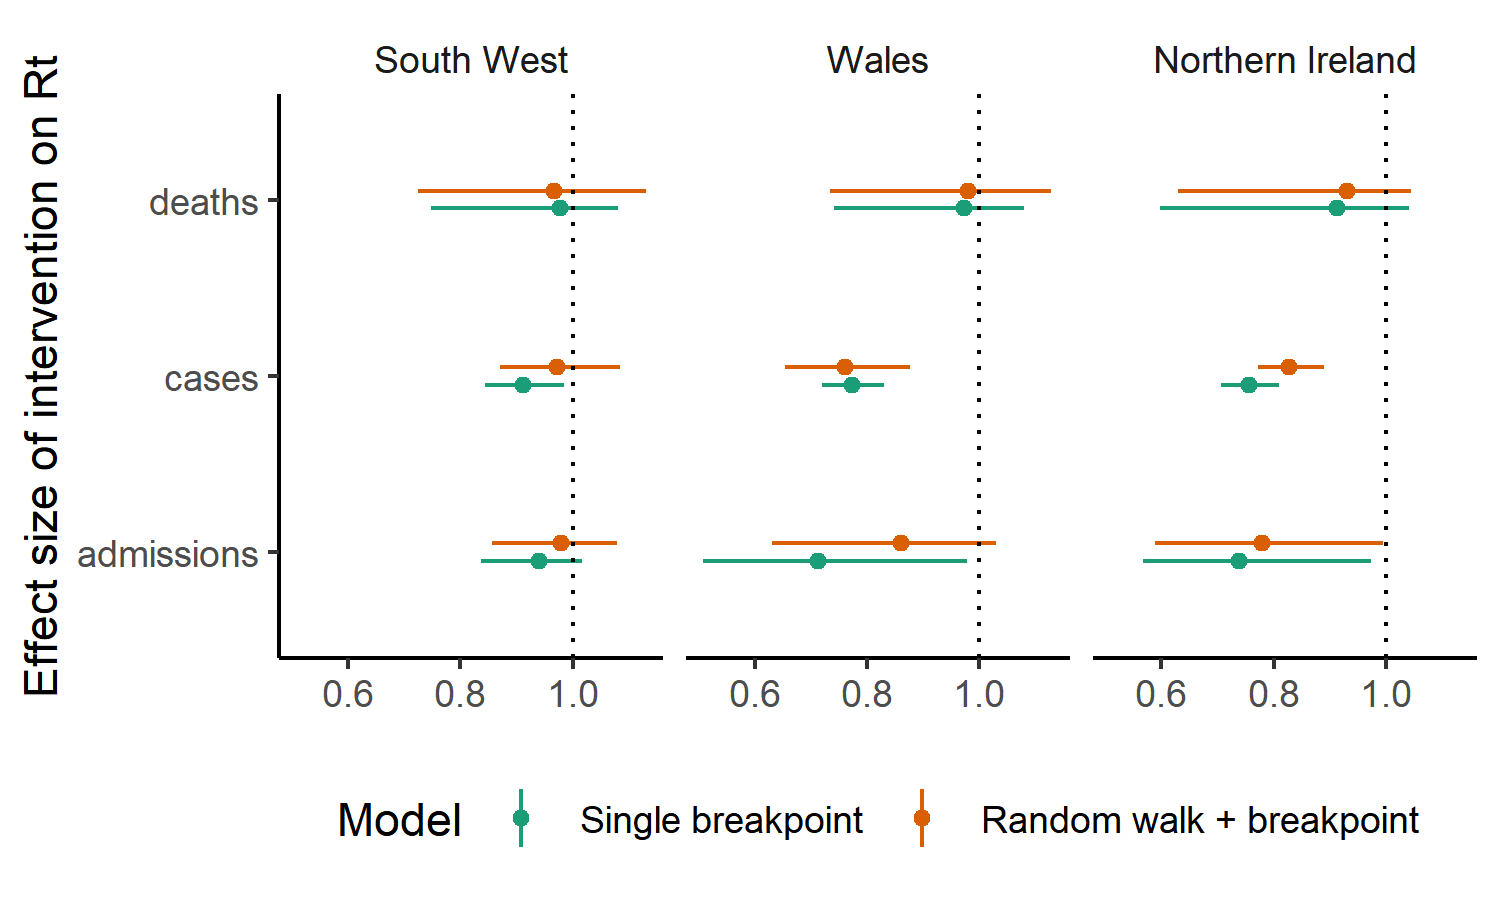 South West
Wales
Northern Ireland
Effect size of intervention on Rt
deaths
cases
admissions
0.6 0.8 1.0
0.6 0.8 1.0
0.6 0.8 1.0
Model
Single breakpoint
Random walk + breakpoint